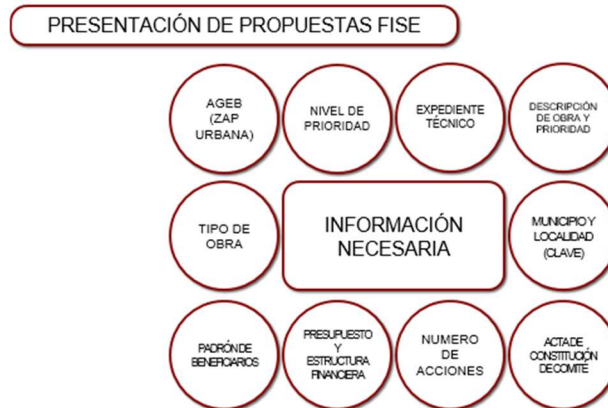 PRESENTACIÓN DE PROPUESTAS FISE
AGEB
(ZAP
URBANA)
NIVEL DE
PRIORIDAD
EXPEDIENTE
TÉCNICO
DESCRIPCIÓN
DE OBRA Y
PRIORIDAD
TIPO DE
OBRA
INFORMACIÓN
NECESARIA
MUNICIPIO Y
LOCALIDAD
(CLAVE)
PADRÓN DE
BENEFICIARIOS
PRESUPUESTO
Y
ESTRUCTURA
FINANCIERA
NUMERO
DE
ACCIONES
ACTA DE
CONSTITUCIÓN
DE COMITÉ